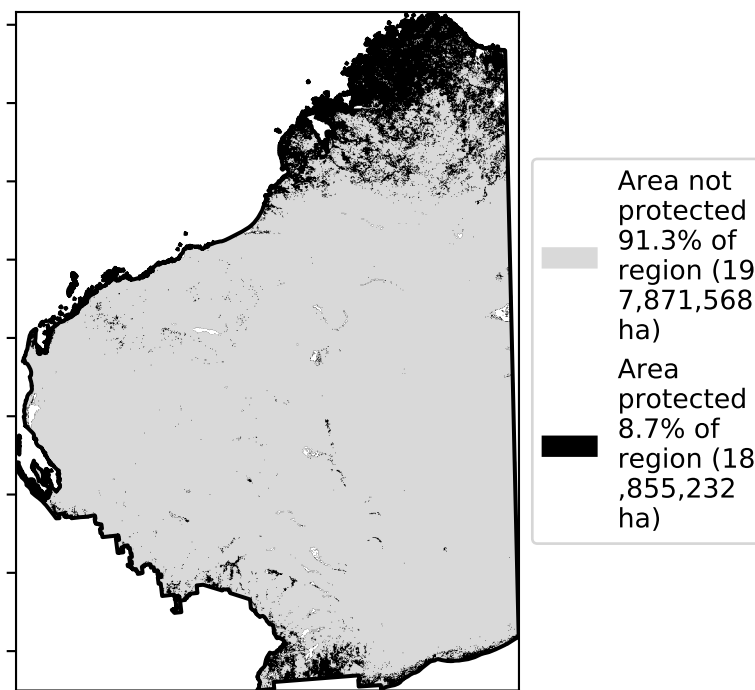 Area not
protected
91.3% of
region (19
7,871,568
ha)
Area
protected
8.7% of
region (18
,855,232
ha)